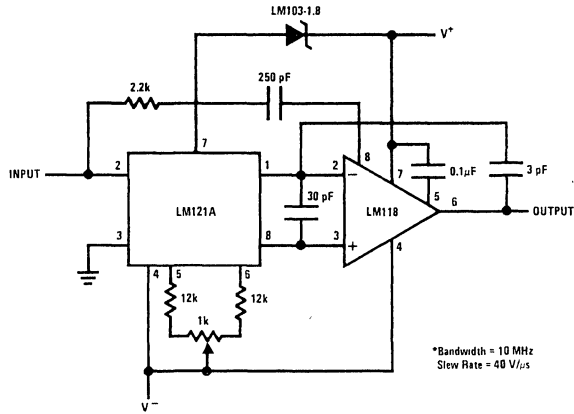 LM103-1.8
V+
2.2k
250 pF
7
8
7
0.1µF
3 pF
INPUT
2
1
2
−
5
30 pF
LM121A
LM118
6
OUTPUT
3
8
3
+
4
4
5
6
12k
12k
1k
*Bandwidth = 10 MHz
Slew Rate = 40 V/µs
V−